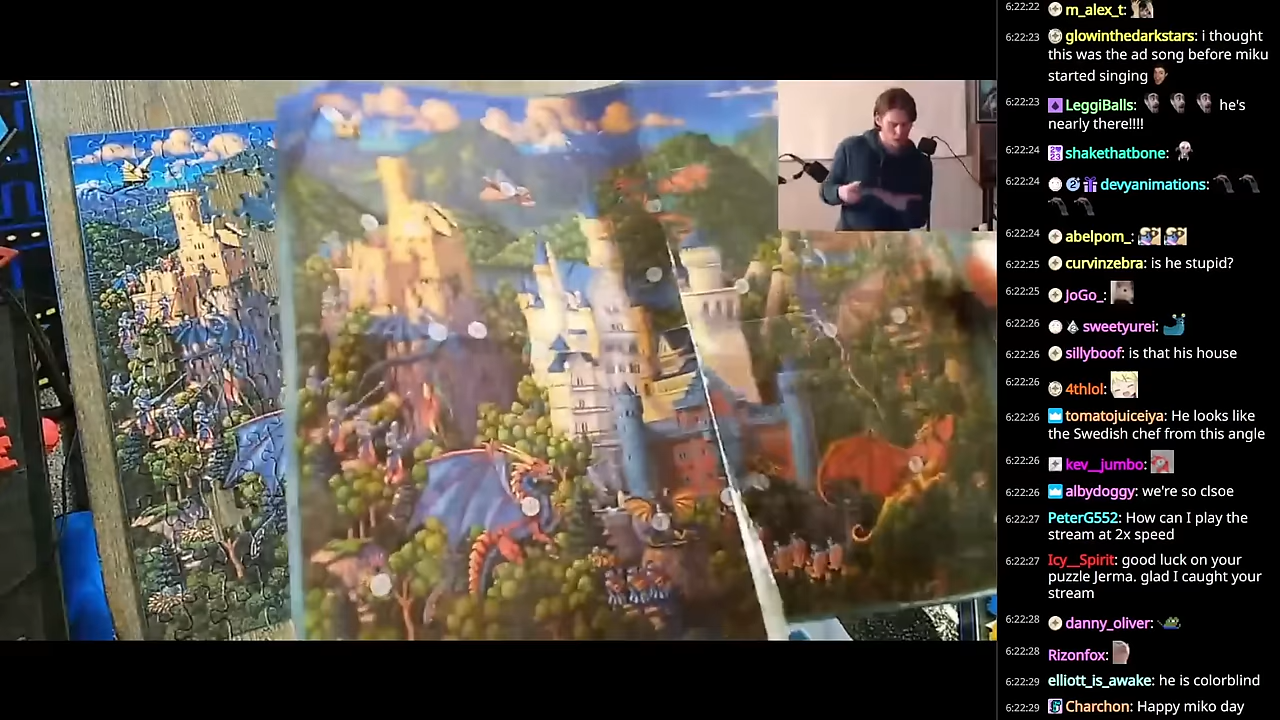 6:22:22 m_alex_t:
6:22:23 glowinthedarkstars: i thought
this was the ad song before miku
started singing
6:22:23 LeggiBalls: he's
nearly there!!!!
6:22:24 shakethatbone:
6:22:24 devyanimations:
6:22:24 abelpom_:
6:22:25 curvinzebra: is he stupid?
6:22:25 JoGo_:
6:22:26 sweetyurei:
6:22:26 sillyboof: is that his house
6:22:26 4thlol:
6:22:26 tomatojuiceiya: He looks like
the Swedish chef from this angle
6:22:26 kev__jumbo:
6:22:26 albydoggy: we're so clsoe
6:22:27 PeterG552: How can I play the
stream at 2x speed
6:22:27 Icy__Spirit: good luck on your
puzzle Jerma. glad I caught your
stream
6:22:28 danny_oliver:
6:22:28 Rizonfox:
6:22:29 elliott_is_awake: he is colorblind
6:22:29 Charchon: Happy miko day